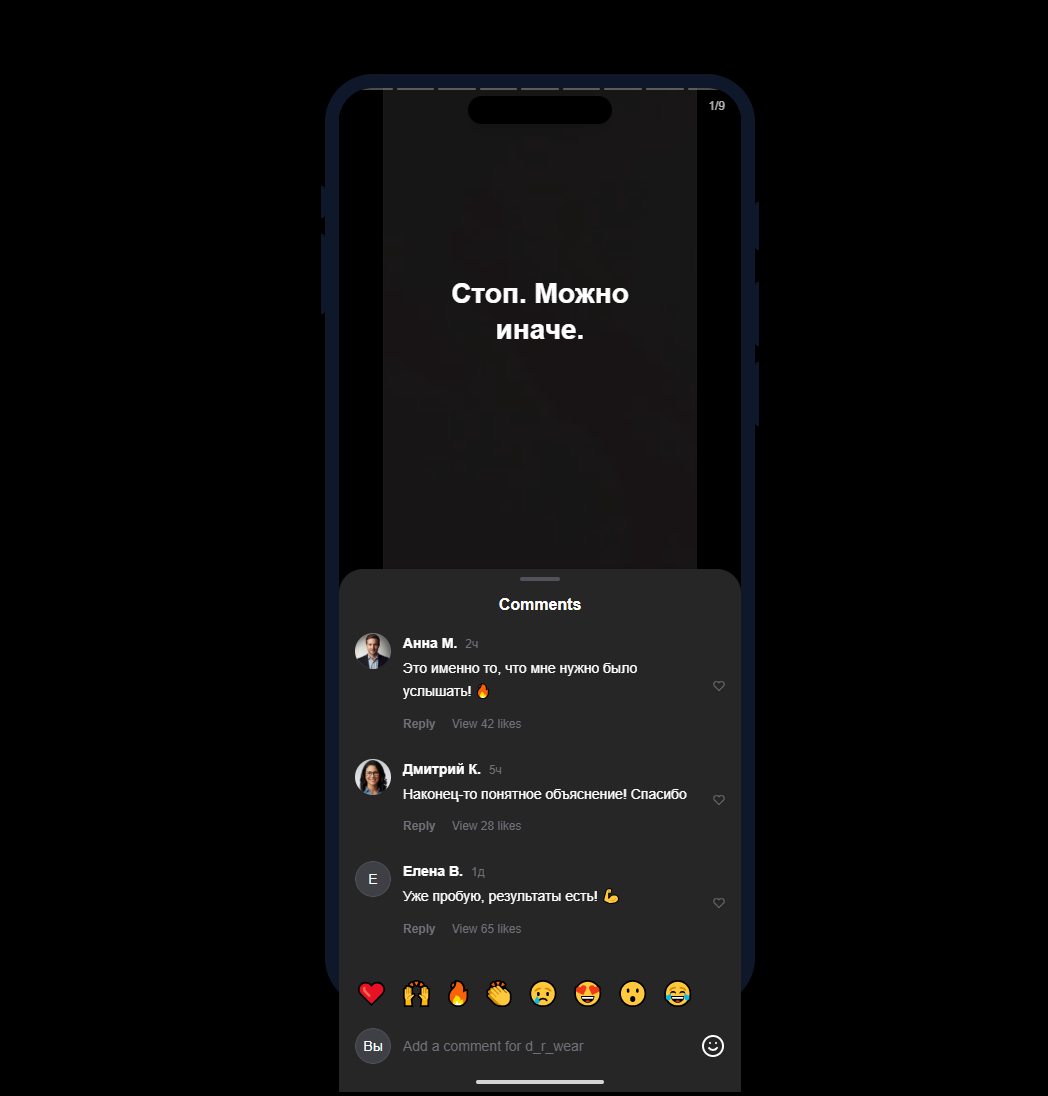 1/9
Стоп. Можно
иначе.
Comments
Анна М. 2ч
Это именно то, что мне нужно было
услышать! 🔥
Reply View 42 likes
Дмитрий К. 5ч
Наконец-то понятное объяснение! Спасибо
Reply View 28 likes
Е
Елена В. 1д
Уже пробую, результаты есть! 💪
Reply View 65 likes
❤️ 🙌 🔥 👏 😢 😍 😮 😂
Вы Add a comment for d_r_wear